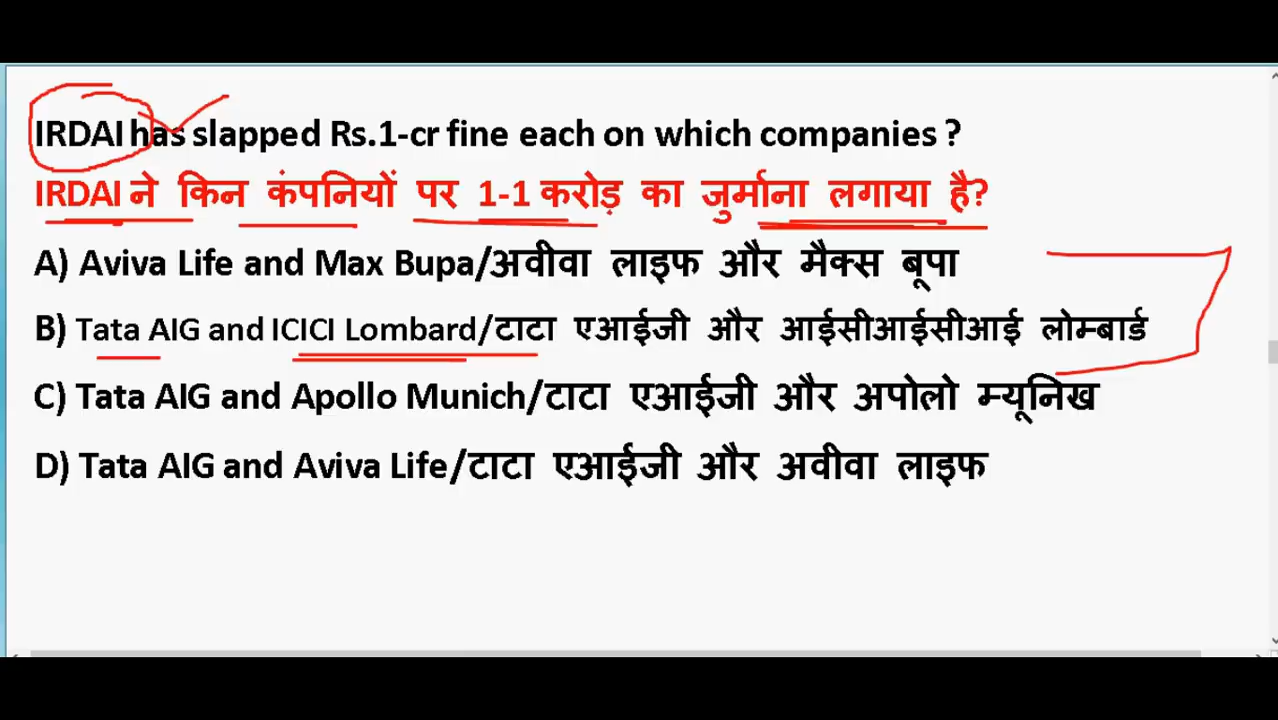 IRDAI has slapped Rs.1-cr fine each on which companies ?
IRDAI ने किन कंपनियों पर 1-1 करोड़ का जुर्माना लगाया है?
A) Aviva Life and Max Bupa/अवीवा लाइफ और मैक्स बूपा
B) Tata AIG and ICICI Lombard/टाटा एआईजी और आईसीआईसीआई लोम्बार्ड
C) Tata AIG and Apollo Munich/टाटा एआईजी और अपोलो म्यूनिख
D) Tata AIG and Aviva Life/टाटा एआईजी और अवीवा लाइफ